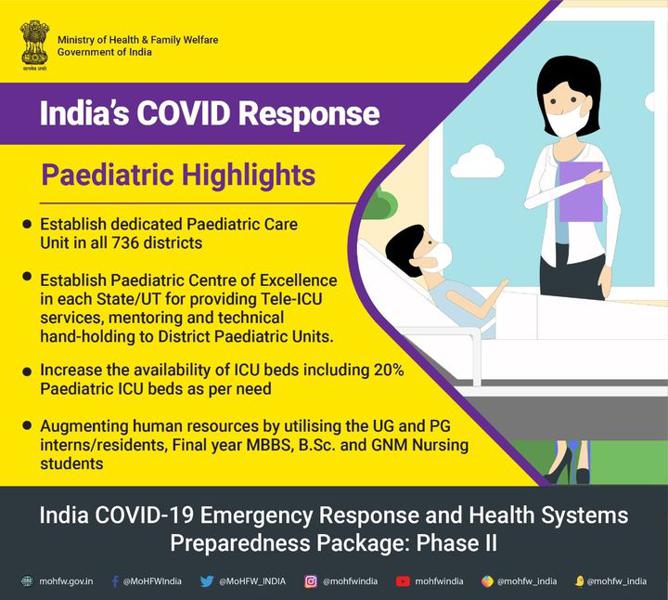 Ministry of Health & Family Welfare
Government of India
सत्यमेव जयते
India's COVID Response
Paediatric Highlights
Establish dedicated Paediatric Care
Unit in all 736 districts
Establish Paediatric Centre of Excellence
in each State/UT for providing Tele-ICU
services, mentoring and technical
hand-holding to District Paediatric Units.
Increase the availability of ICU beds including 20%
Paediatric ICU beds as per need
Augmenting human resources by utilising the UG and PG
interns/residents, Final year MBBS, B.Sc. and GNM Nursing
students
India COVID-19 Emergency Response and Health Systems
Preparedness Package: Phase II
mohfw.gov.in @MoHFWIndia @MoHFW_INDIA @mohfwindia mohfwindia @mohfw_india @mohfw_india